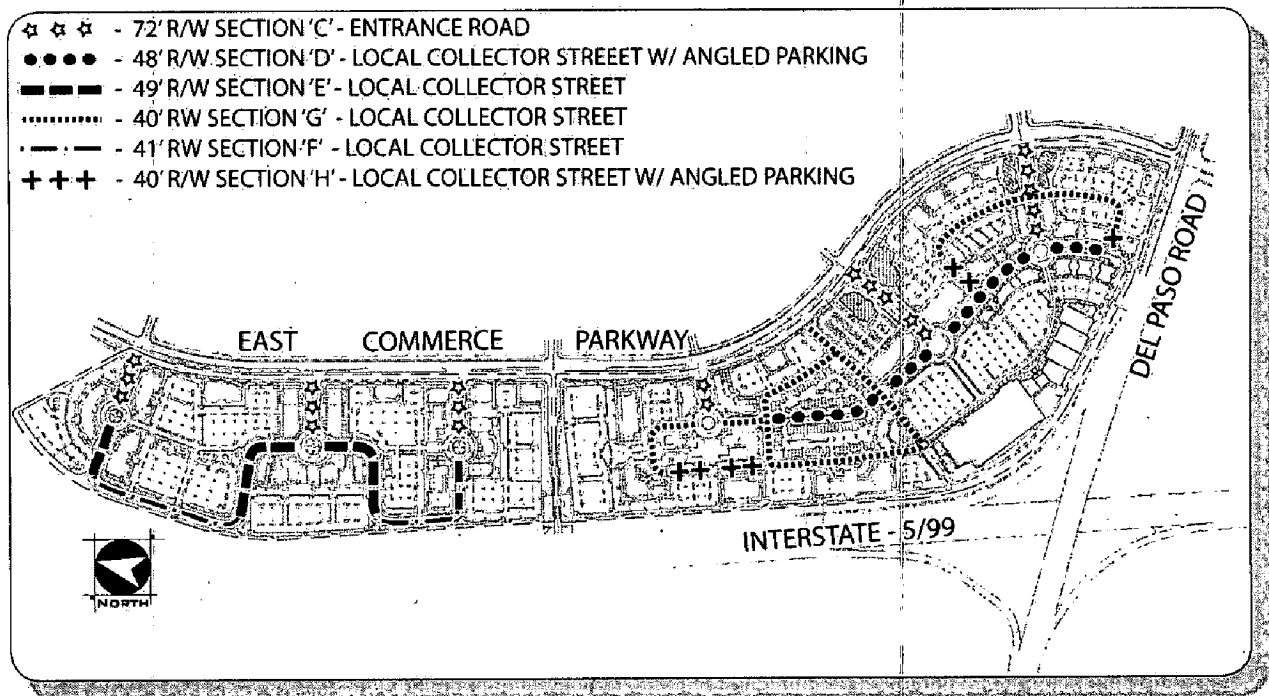 - 72' R/W SECTION 'C' - ENTRANCE ROAD
- 48' R/W SECTION 'D' - LOCAL COLLECTOR STREEET W/ ANGLED PARKING
- 49' R/W SECTION 'E' - LOCAL COLLECTOR STREET
- 40' RW SECTION 'G' - LOCAL COLLECTOR STREET
- 41' RW SECTION 'F' - LOCAL COLLECTOR STREET
- 40' R/W SECTION 'H' - LOCAL COLLECTOR STREET W/ ANGLED PARKING
EAST COMMERCE PARKWAY
DEL PASO ROAD
INTERSTATE - 5/99
NORTH